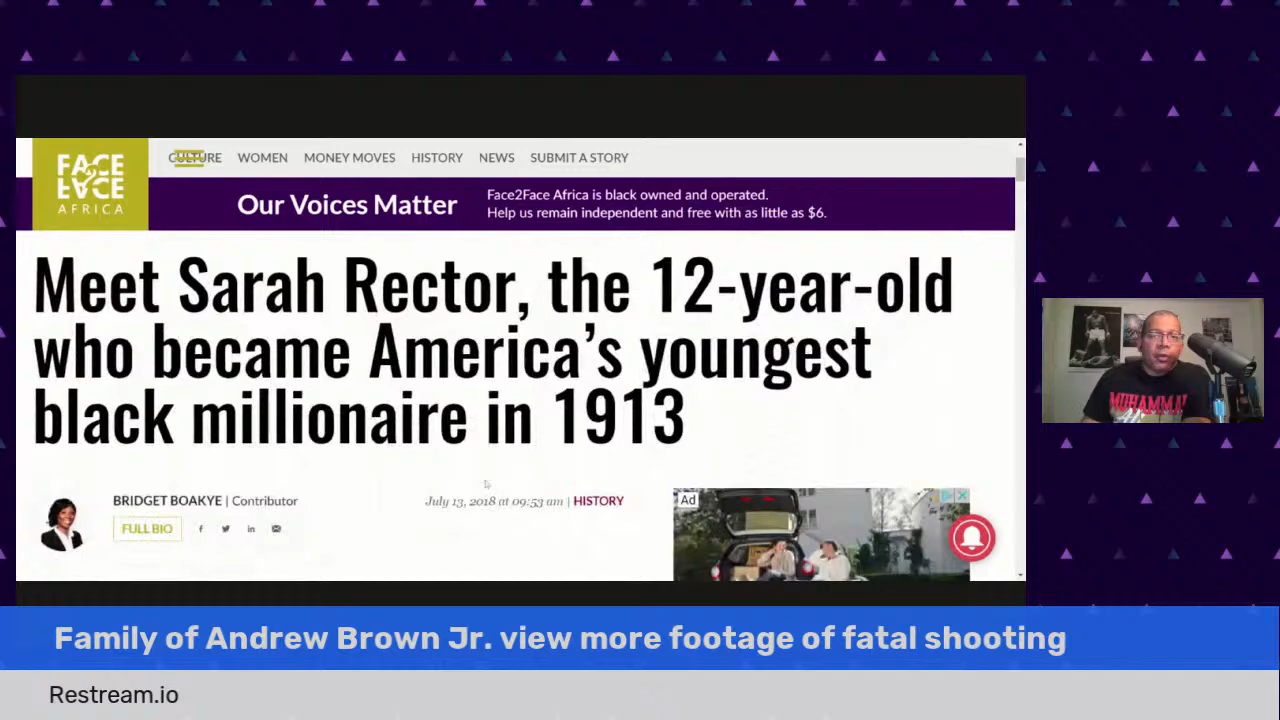 FACE
2
FACE
AFRICA
CULTURE WOMEN MONEY MOVES HISTORY NEWS SUBMIT A STORY
Our Voices Matter
Face2Face Africa is black owned and operated.
Help us remain independent and free with as little as $6.
Meet Sarah Rector, the 12-year-old
who became America's youngest
black millionaire in 1913
BRIDGET BOAKYE | Contributor
July 13, 2018 at 09:53 am | HISTORY
FULL BIO
Ad
MUHAMMA
Family of Andrew Brown Jr. view more footage of fatal shooting
Restream.io